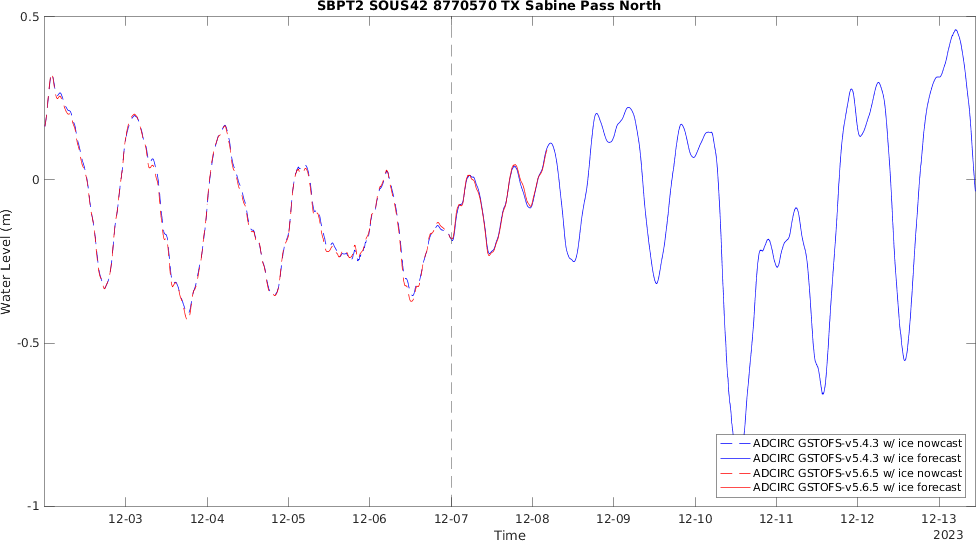 SBPT2 SOUS42 8770570 TX Sabine Pass North
0.5
0
-0.5
-1
Water Level (m)
12-03 12-04 12-05 12-06 12-07 12-08 12-09 12-10 12-11 12-12 12-13
2023
Time
ADCIRC GSTOFS-v5.4.3 w/ ice nowcast
ADCIRC GSTOFS-v5.4.3 w/ ice forecast
ADCIRC GSTOFS-v5.6.5 w/ ice nowcast
ADCIRC GSTOFS-v5.6.5 w/ ice forecast